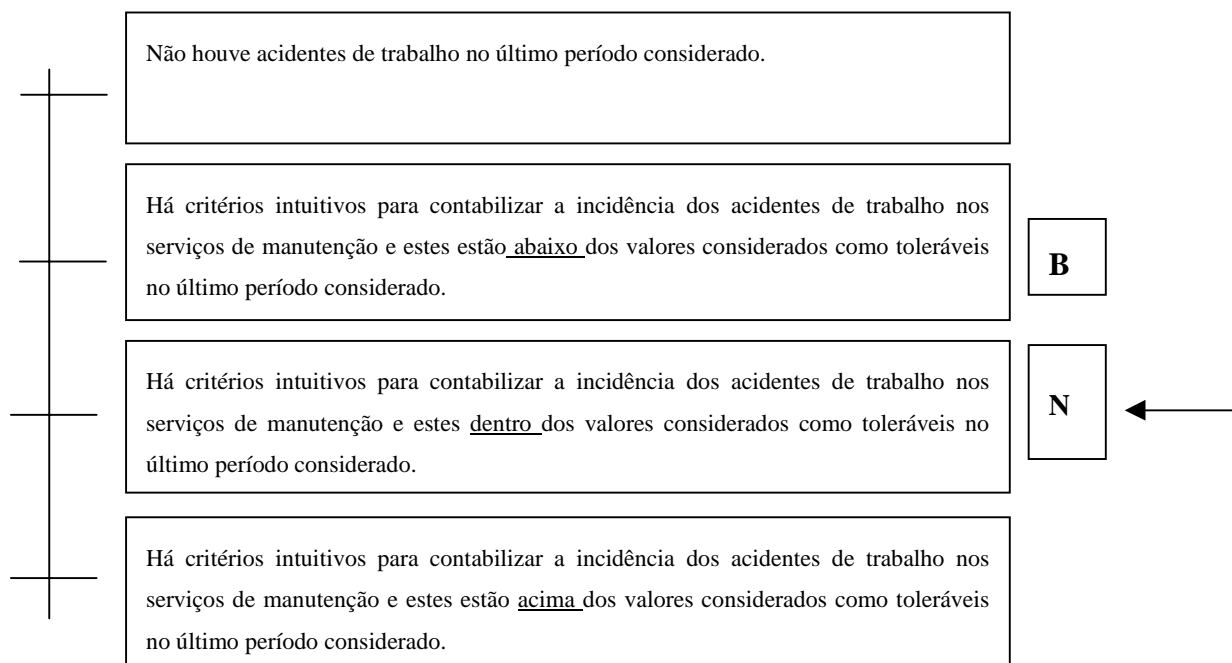 Não houve acidentes de trabalho no último período considerado.
Há critérios intuitivos para contabilizar a incidência dos acidentes de trabalho nos
serviços de manutenção e estes estão abaixo dos valores considerados como toleráveis
no último período considerado.
B
Há critérios intuitivos para contabilizar a incidência dos acidentes de trabalho nos
serviços de manutenção e estes dentro dos valores considerados como toleráveis no
último período considerado.
N
Há critérios intuitivos para contabilizar a incidência dos acidentes de trabalho nos
serviços de manutenção e estes estão acima dos valores considerados como toleráveis
no último período considerado.